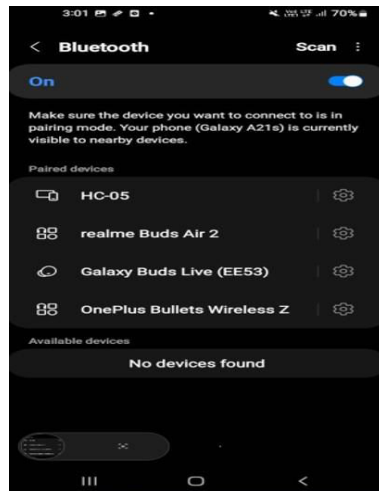 3:01
70%
Bluetooth
Scan
On
Make sure the device you want to connect to is in
pairing mode. Your phone (Galaxy A21s) is currently
visible to nearby devices.
Paired devices
HC-05
realme Buds Air 2
Galaxy Buds Live (EE53)
OnePlus Bullets Wireless Z
Available devices
No devices found